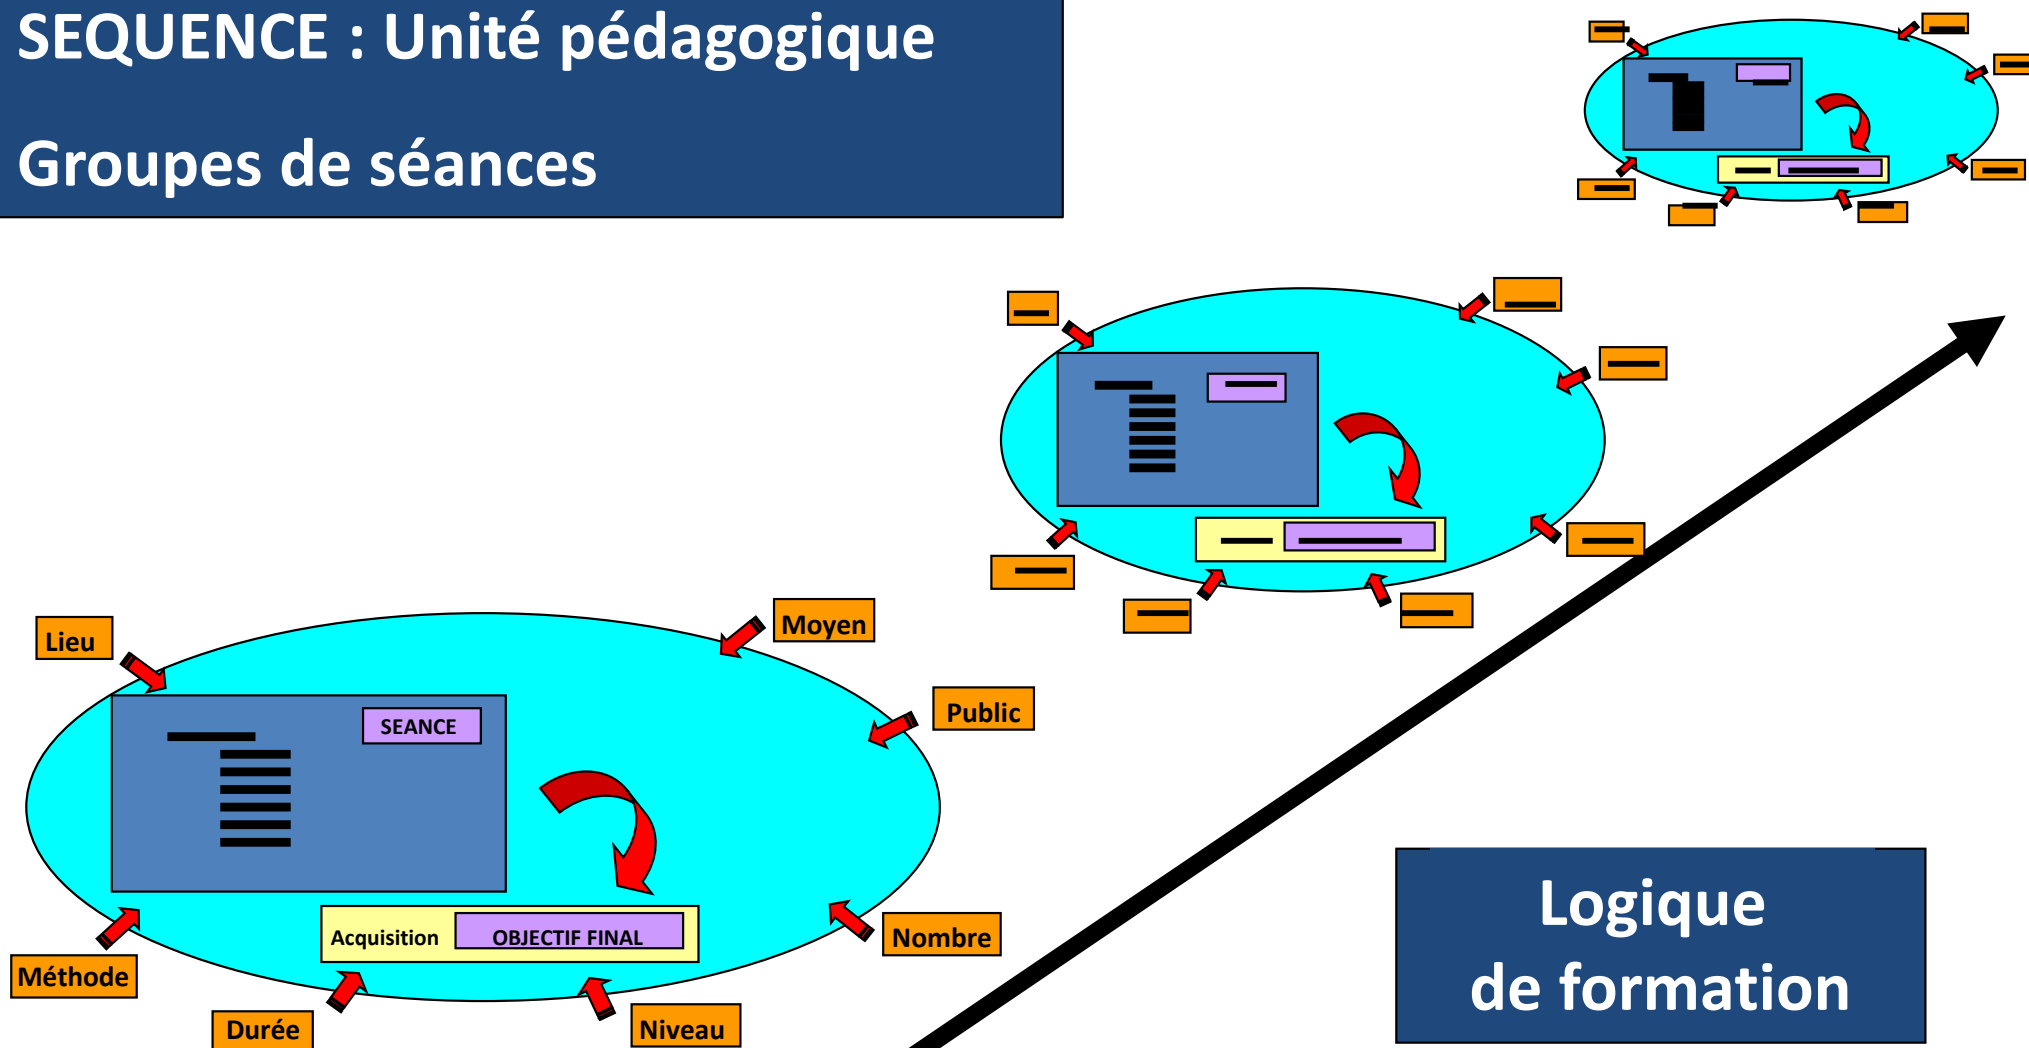 SEQUENCE : Unité pédagogique
Groupes de séances
Lieu
Moyen
Public
SEANCE
Acquisition
OBJECTIF FINAL
Nombre
Méthode
Durée
Niveau
Logique
de formation